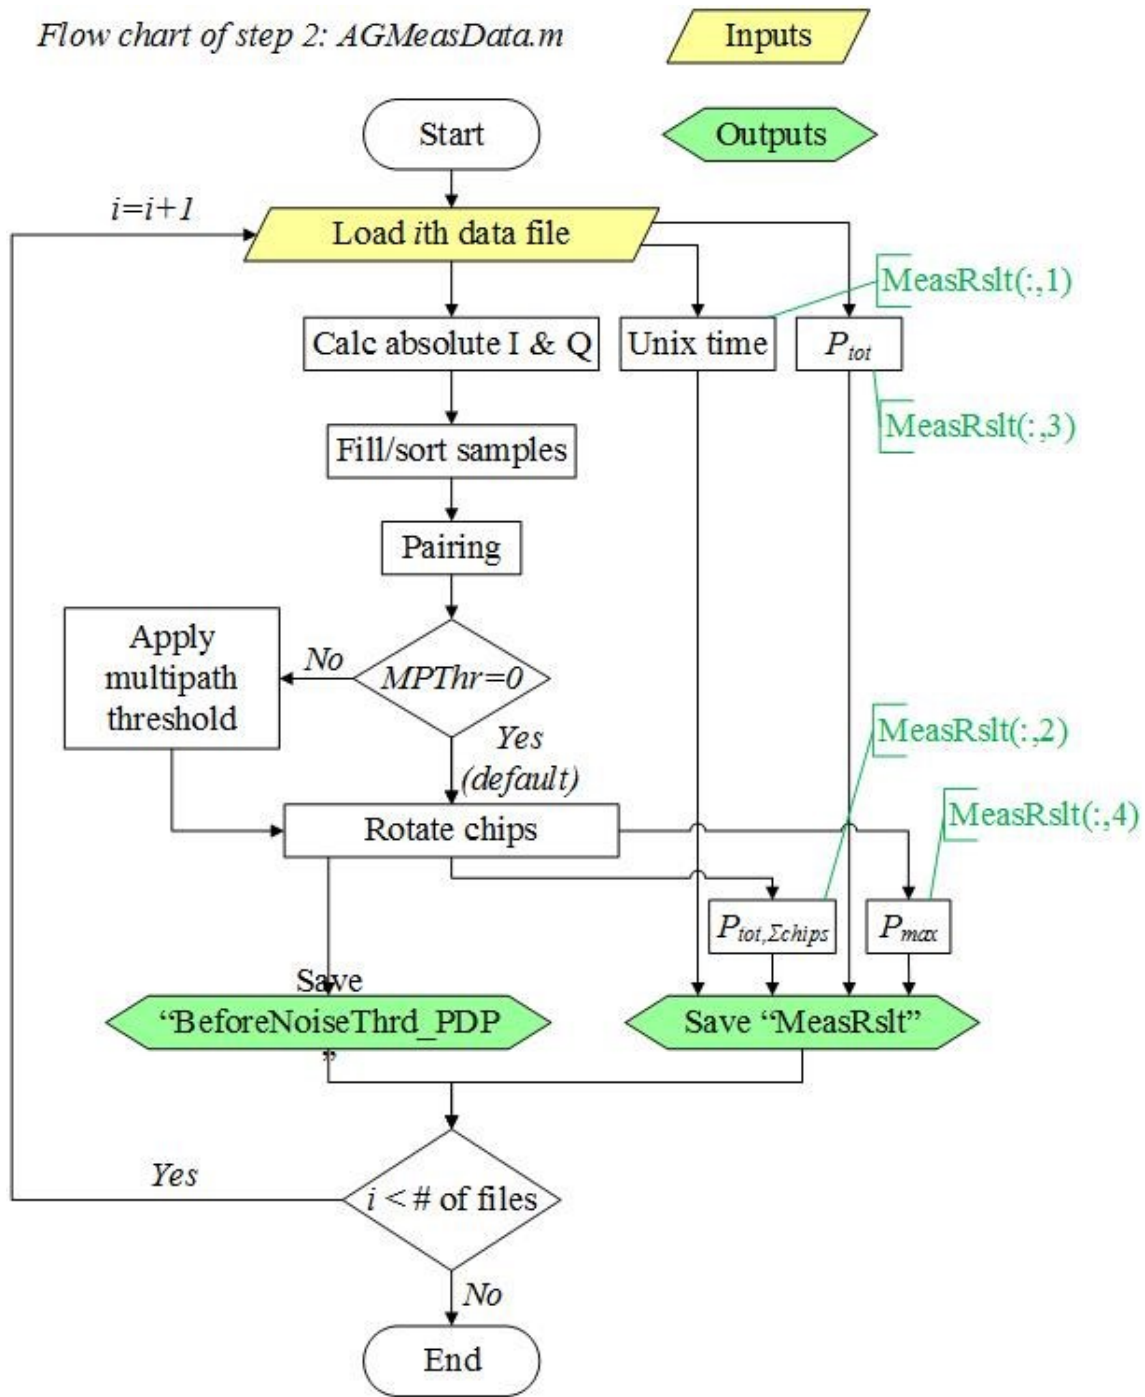 Flow chart of step 2: AGMeasData.m
Inputs
Start
Outputs
i=i+1
Load ith data file
MeasRslt(:,1)
Calc absolute I & Q
Unix time
Ptot
MeasRslt(:,3)
Fill/sort samples
Pairing
Apply
multipath
threshold
No
MPThr=0
Yes
(default)
MeasRslt(:,2)
Rotate chips
MeasRslt(:,4)
Ptot,Σchips
Pmax
Save
“BeforeNoiseThrd_PDP
”
Save “MeasRslt”
Yes
i < # of files
No
End